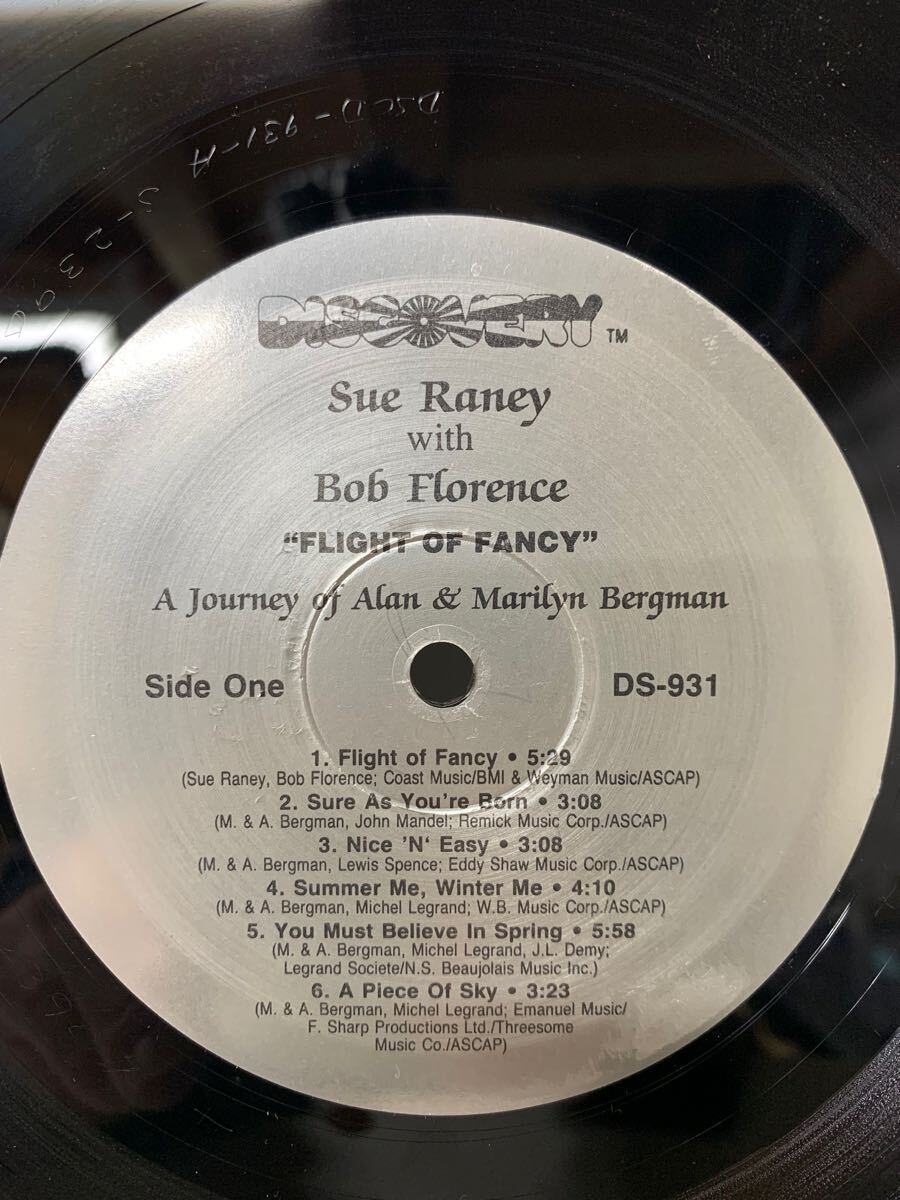 DSCD-931-A
DISCOVERY TM
Sue Raney
with
Bob Florence
"FLIGHT OF FANCY"
A Journey of Alan & Marilyn Bergman
Side One DS-931
1. Flight of Fancy • 5:29
(Sue Raney, Bob Florence; Coast Music/BMI & Weyman Music/ASCAP)
2. Sure As You're Born • 3:08
(M. & A. Bergman, John Mandel; Remick Music Corp./ASCAP)
3. Nice 'N' Easy • 3:08
(M. & A. Bergman, Lewis Spence; Eddy Shaw Music Corp./ASCAP)
4. Summer Me, Winter Me • 4:10
(M. & A. Bergman, Michel Legrand; W.B. Music Corp./ASCAP)
5. You Must Believe In Spring • 5:58
(M. & A. Bergman, Michel Legrand, J.L. Demy;
Legrand Societe/N.S. Beaujolais Music Inc.)
6. A Piece Of Sky • 3:23
(M. & A. Bergman, Michel Legrand; Emanuel Music/
F. Sharp Productions Ltd./Threesome
Music Co./ASCAP)